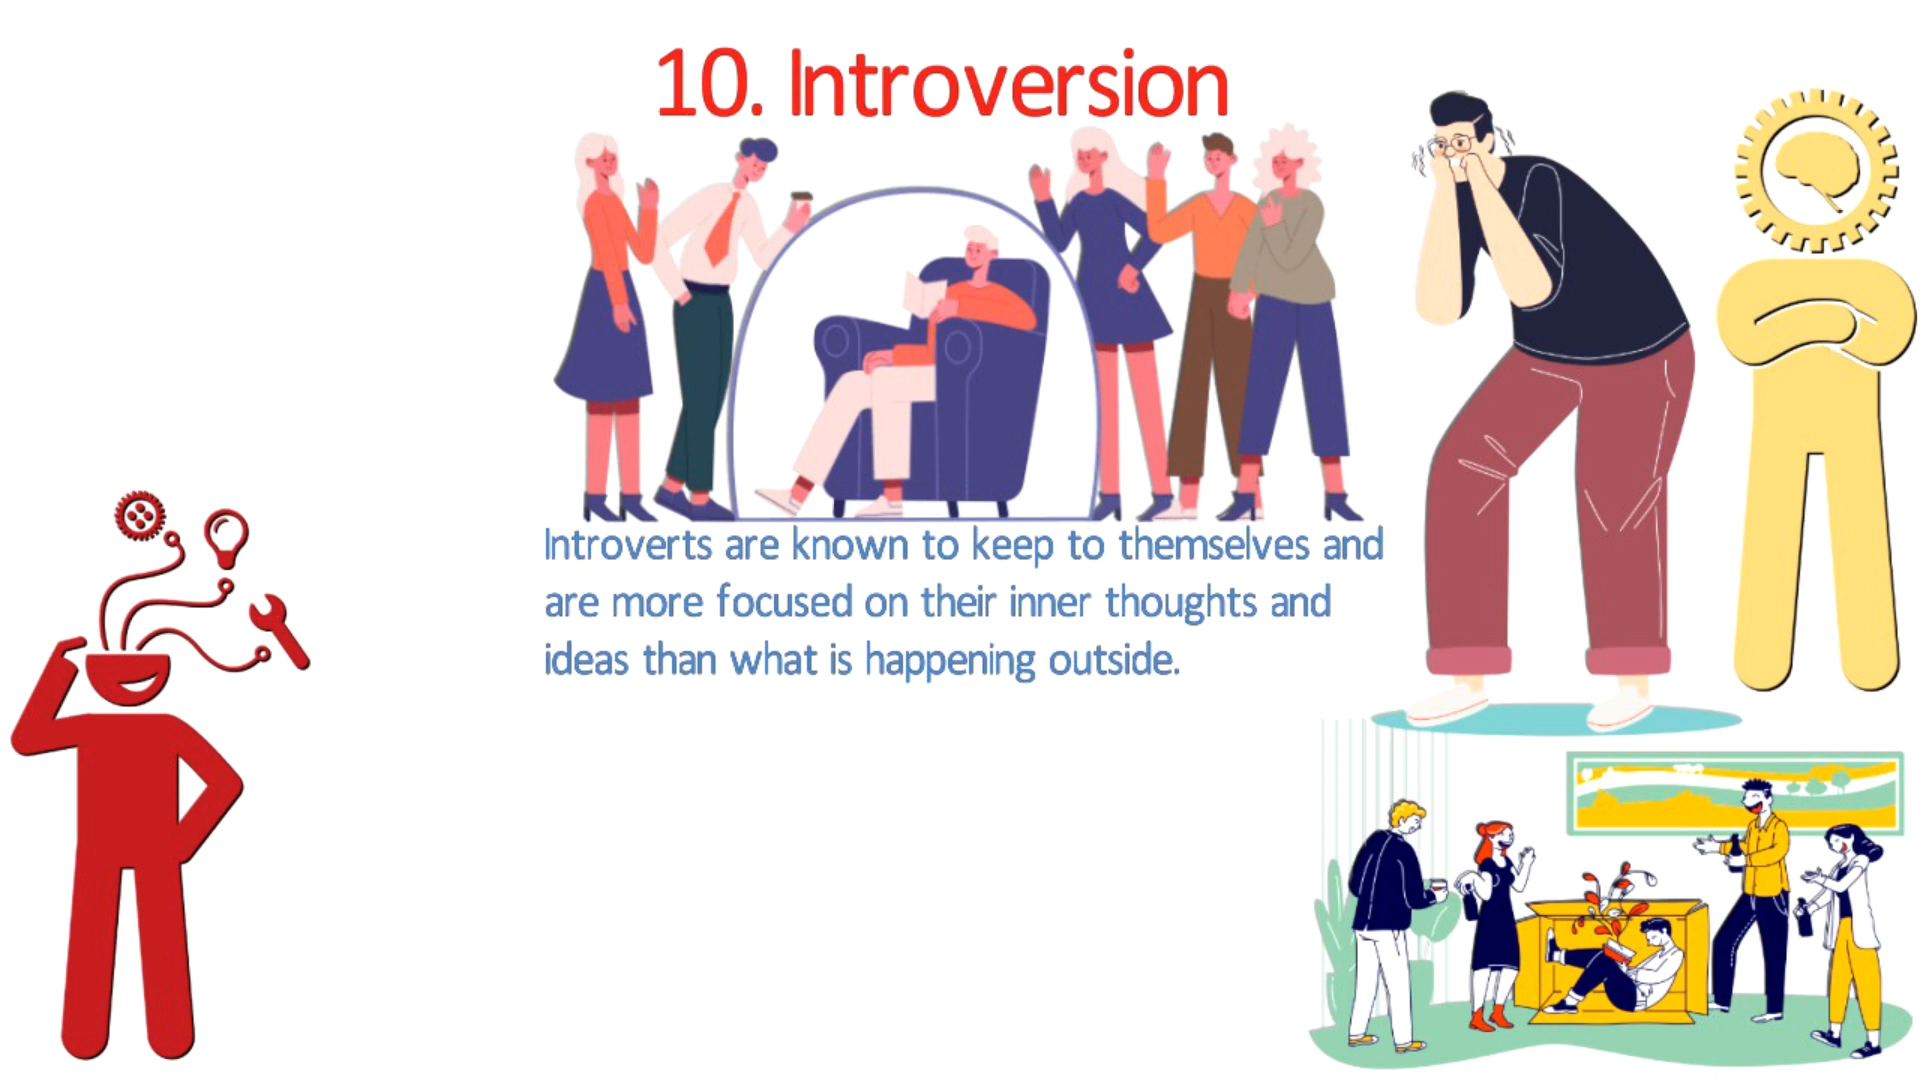 10. Introversion
Introverts are known to keep to themselves and
are more focused on their inner thoughts and
ideas than what is happening outside.